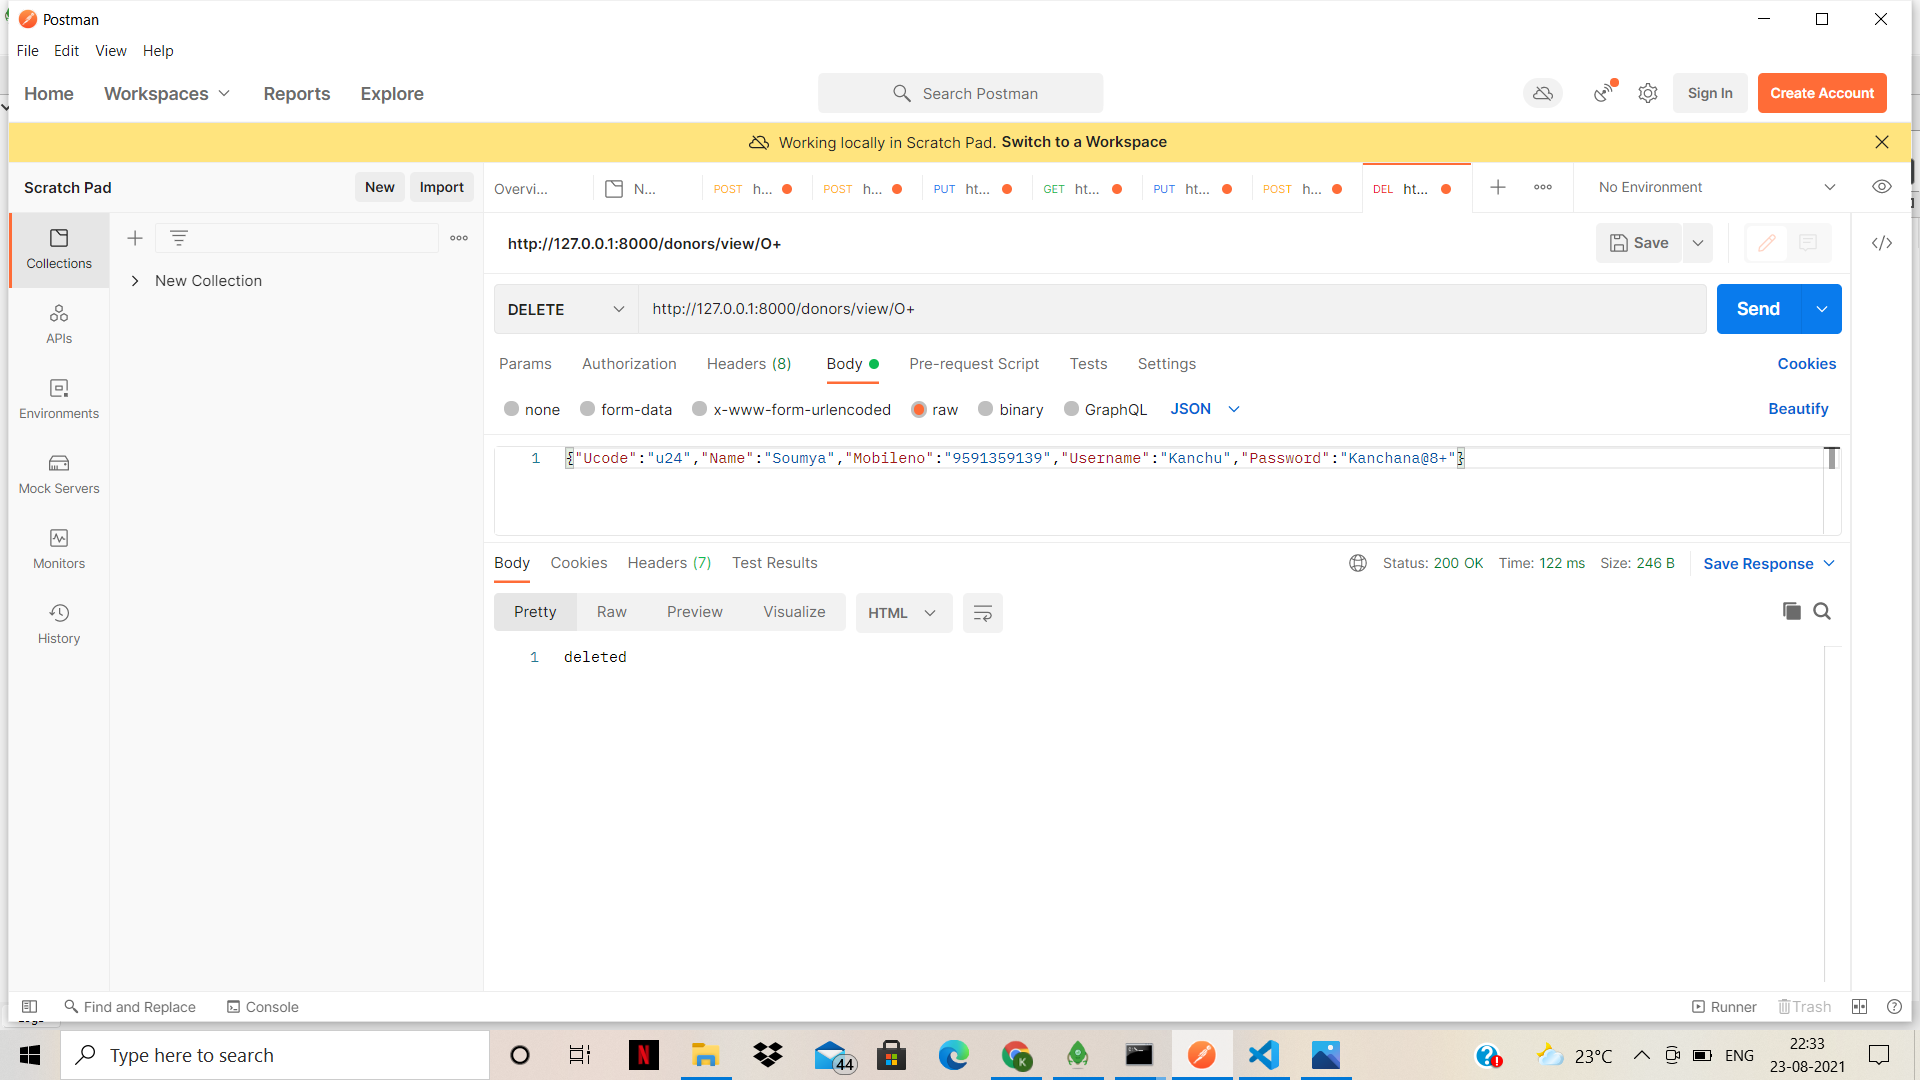 Postman
File Edit View Help
Home Workspaces Reports Explore Search Postman Sign In Create Account
Working locally in Scratch Pad. Switch to a Workspace
Scratch Pad New Import Overvi... N... POST h... POST h... PUT ht... GET ht... PUT ht... POST h... DEL ht... No Environment
http://127.0.0.1:8000/donors/view/O+ Save
Collections
New Collection
DELETE http://127.0.0.1:8000/donors/view/O+ Send
APIs
Params Authorization Headers (8) Body Pre-request Script Tests Settings Cookies
none form-data x-www-form-urlencoded raw binary GraphQL JSON Beautify
Environments
1 {"Ucode":"u24","Name":"Soumya","Mobileno":"9591359139","Username":"Kanchu","Password":"Kanchana@8+"}
Mock Servers
Body Cookies Headers (7) Test Results Status: 200 OK Time: 122 ms Size: 246 B Save Response
Monitors
Pretty Raw Preview Visualize HTML
History
1 deleted
Find and Replace Console Runner Trash
Type here to search 44 23°C ENG 22:33
23-08-2021